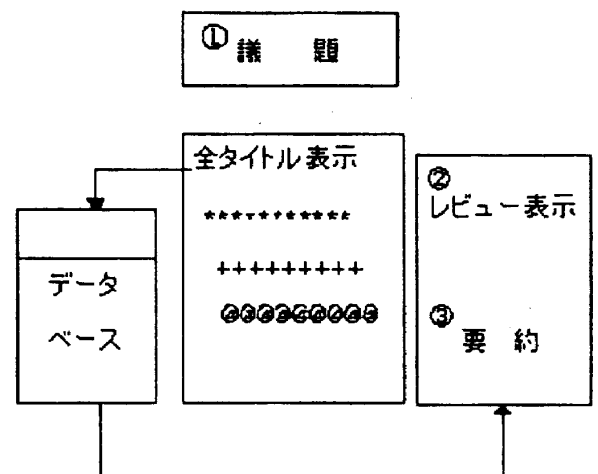 ① 議 題
全タイトル表示
***********
+++++++++
@@@@@@@@@
②
レビュー表示
③
要 約
データ
ベース